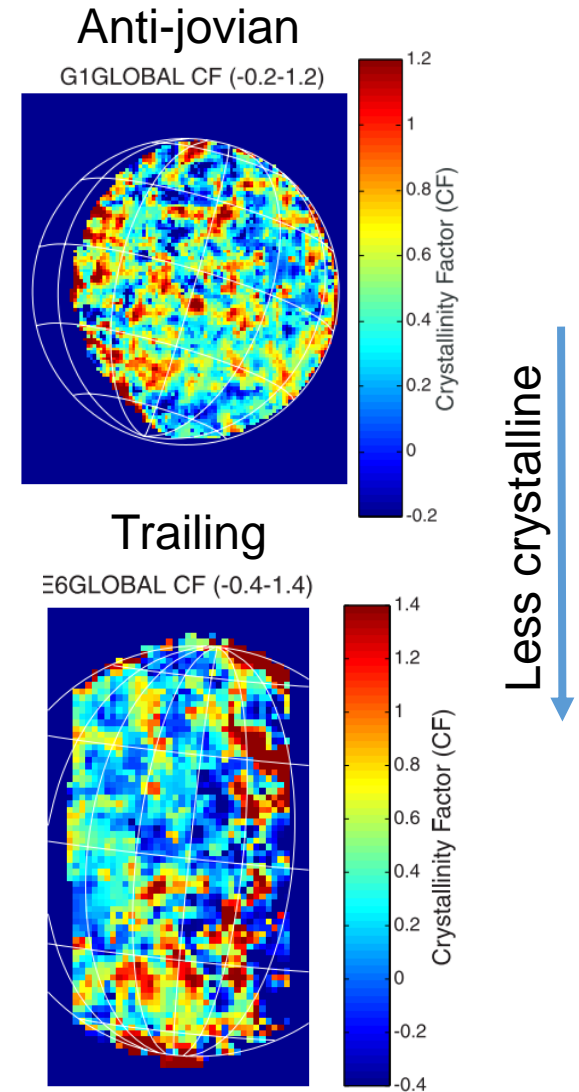 Anti-jovian
G1GLOBAL CF (-0.2-1.2)
1.2
1
0.8
0.6
0.4
0.2
0
-0.2
Crystallinity Factor (CF)
Less crystalline
Trailing
E6GLOBAL CF (-0.4-1.4)
1.4
1.2
1
0.8
0.6
0.4
0.2
0
-0.2
-0.4
Crystallinity Factor (CF)